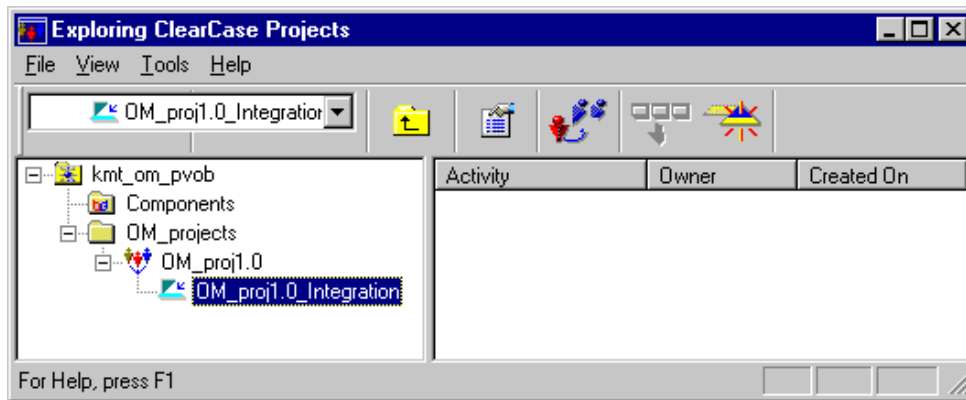 Exploring ClearCase Projects
File View Tools Help
OM_proj1.0_Integration
kmt_om_pvob
Components
OM_projects
OM_proj1.0
OM_proj1.0_Integration
Activity Owner Created On
For Help, press F1